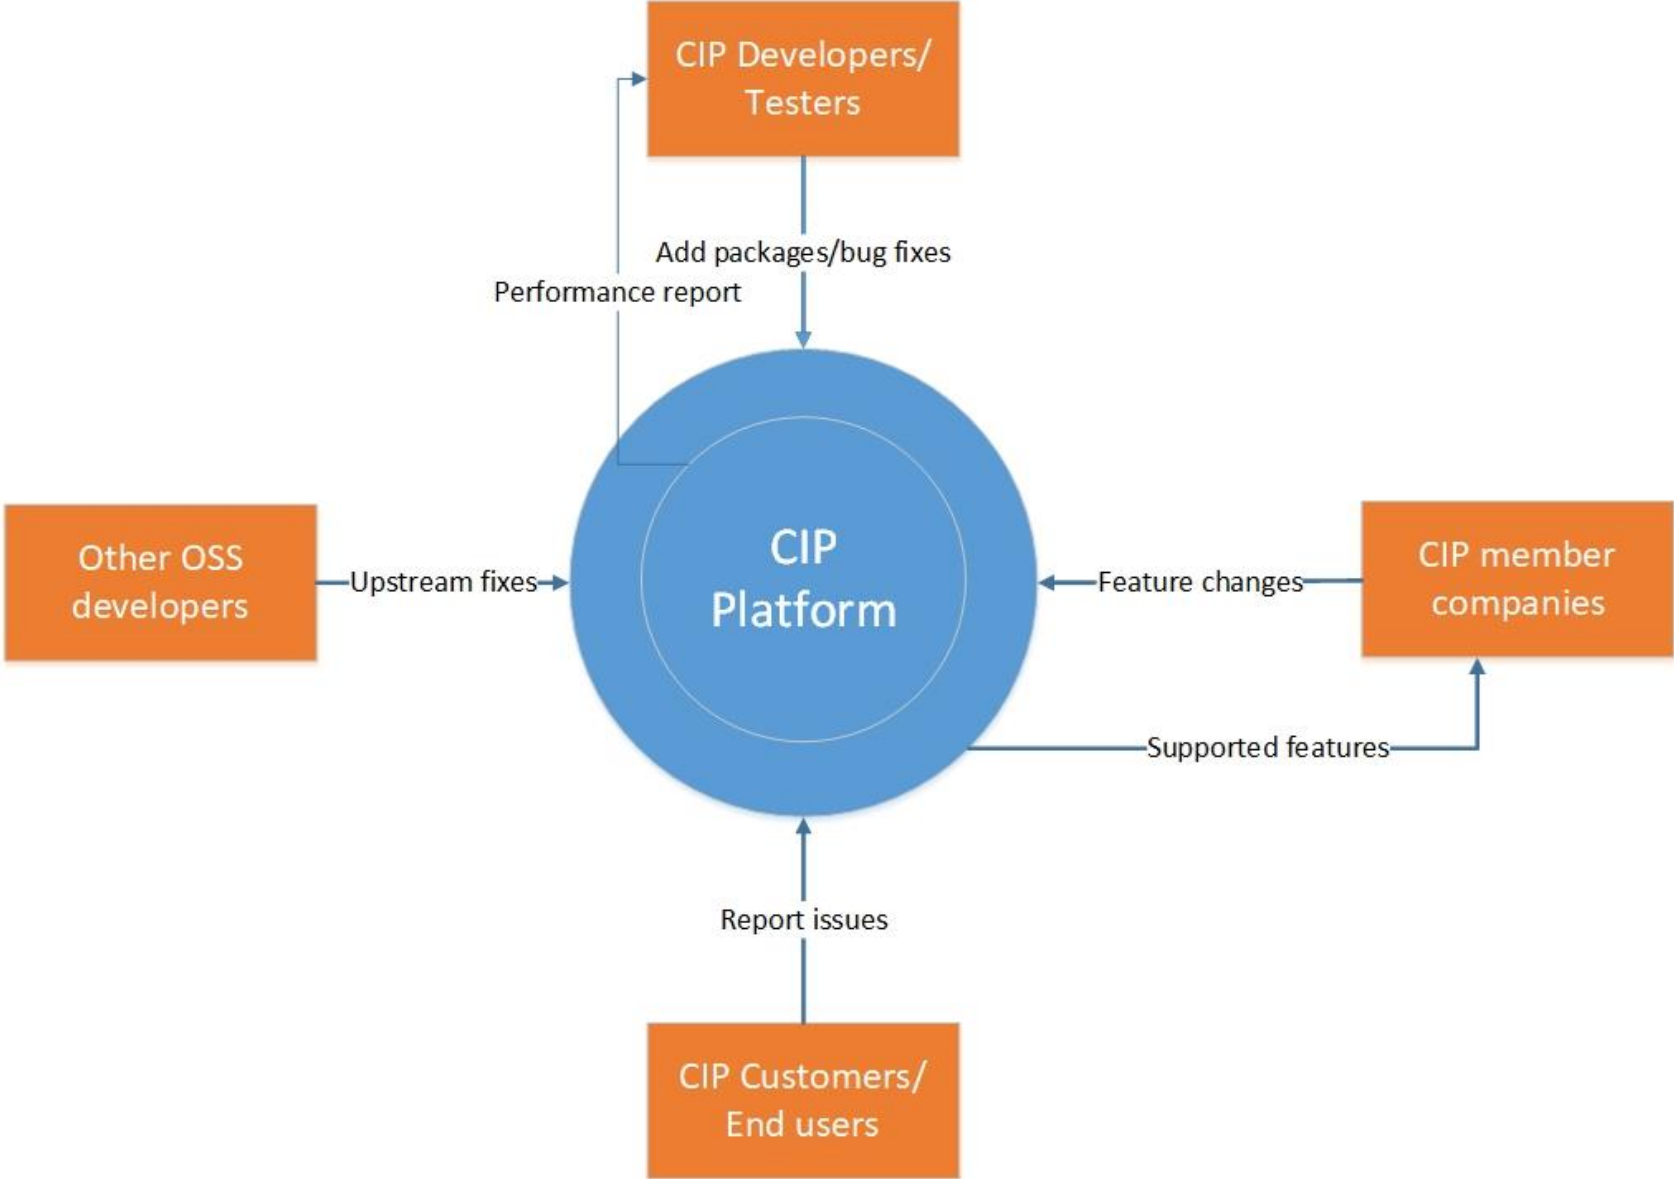 CIP Developers/
Testers
Add packages/bug fixes
Performance report
CIP
Platform
Other OSS
developers
Upstream fixes
Feature changes
CIP member
companies
Supported features
Report issues
CIP Customers/
End users